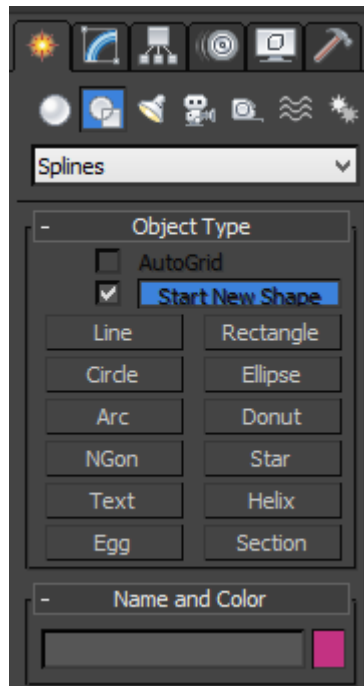 Splines
- Object Type
AutoGrid
Start New Shape
Line Rectangle
Circle Ellipse
Arc Donut
NGon Star
Text Helix
Egg Section
- Name and Color